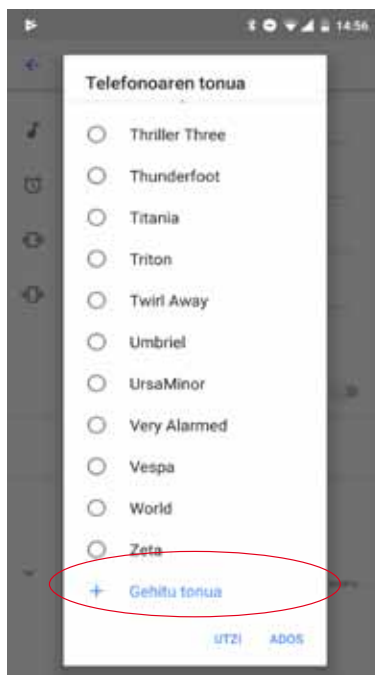 14:56
Telefonoaren tonua
Thriller Three
Thunderfoot
Titania
Triton
Twirl Away
Umbriel
UrsaMinor
Very Alarmed
Vespa
World
Zeta
+ Gehitu tonua
UTZI ADOS